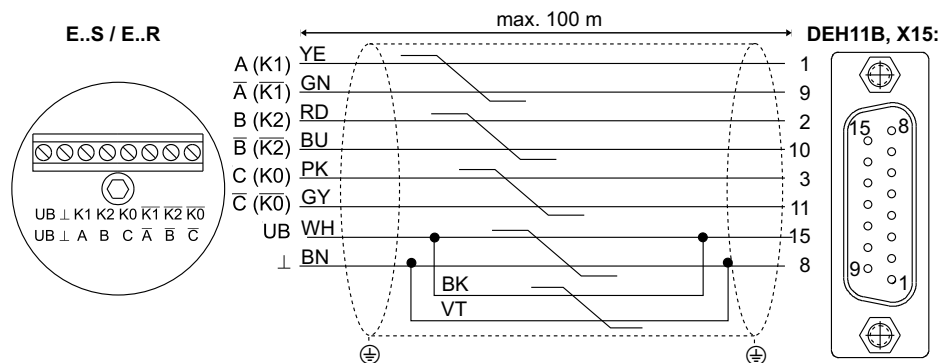 max. 100 m
E..S / E..R
DEH11B, X15:
A (K1) YE 1
A̅ (K̅1̅) GN 9
B (K2) RD 2
B̅ (K̅2̅) BU 10
C (K0) PK 3
C̅ (K̅0̅) GY 11
UB WH 15
⊥ BN 8
BK
VT
UB ⊥ K1 K2 K0 K̅1̅ K̅2̅ K̅0̅
UB ⊥ A B C A̅ B̅ C̅
15 8
9 1